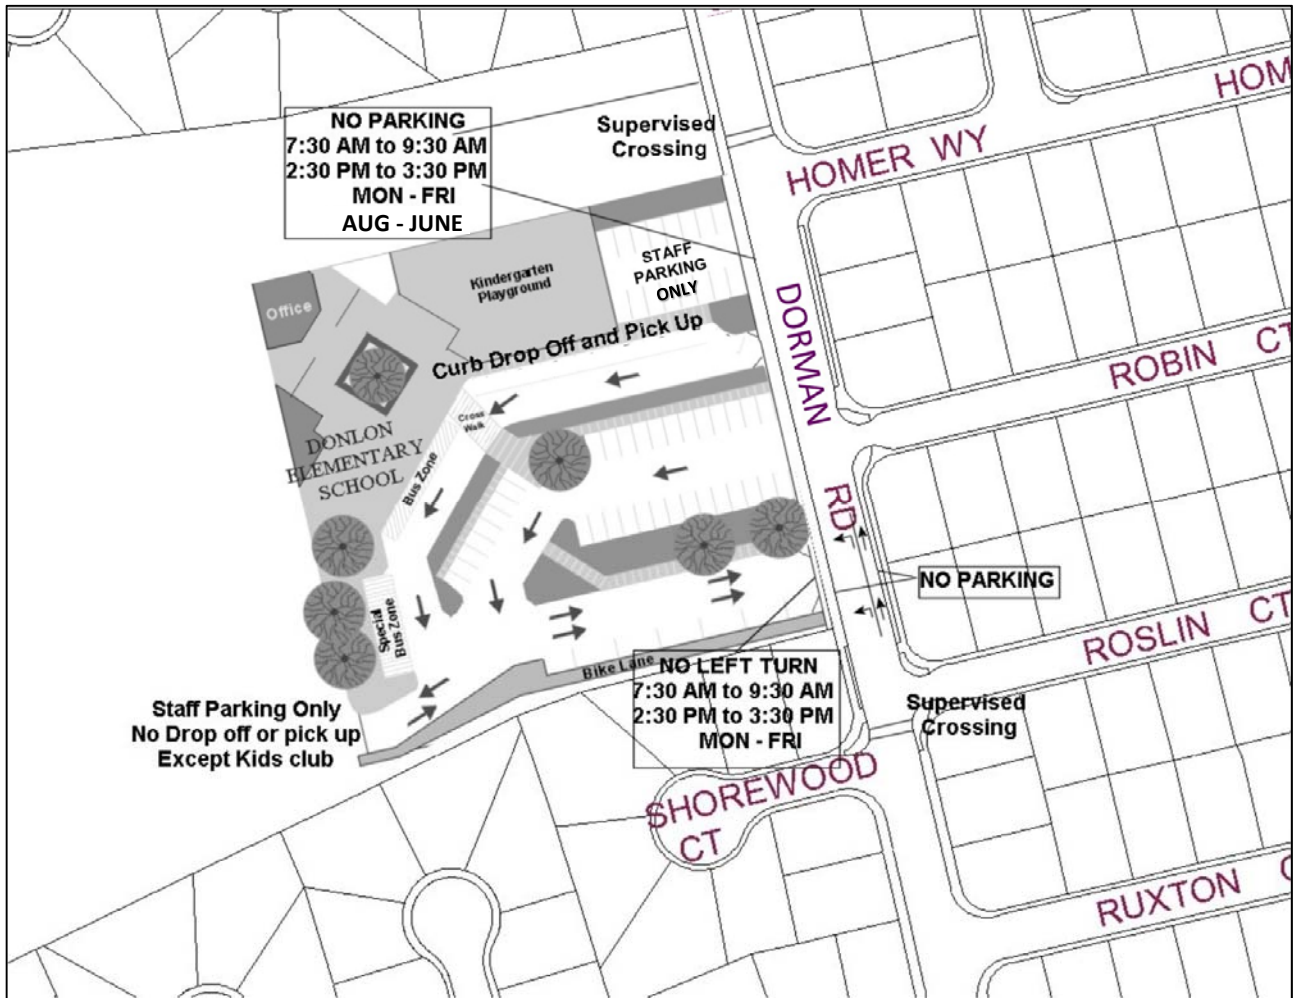 HOM
NO PARKING
7:30 AM to 9:30 AM
2:30 PM to 3:30 PM
MON - FRI
AUG - JUNE
Supervised
Crossing
HOMER WY
STAFF
PARKING
ONLY
Kindergarten
Playground
Office
DORMAN
RD
Curb Drop Off and Pick Up
ROBIN CT
Cross
Walk
DONLON
ELEMENTARY
SCHOOL
Bus Zone
NO PARKING
Special
Bus Zone
ROSLIN CT
Bike Lane
NO LEFT TURN
7:30 AM to 9:30 AM
2:30 PM to 3:30 PM
MON - FRI
Supervised
Crossing
Staff Parking Only
No Drop off or pick up
Except Kids club
SHOREWOOD
CT
RUXTON